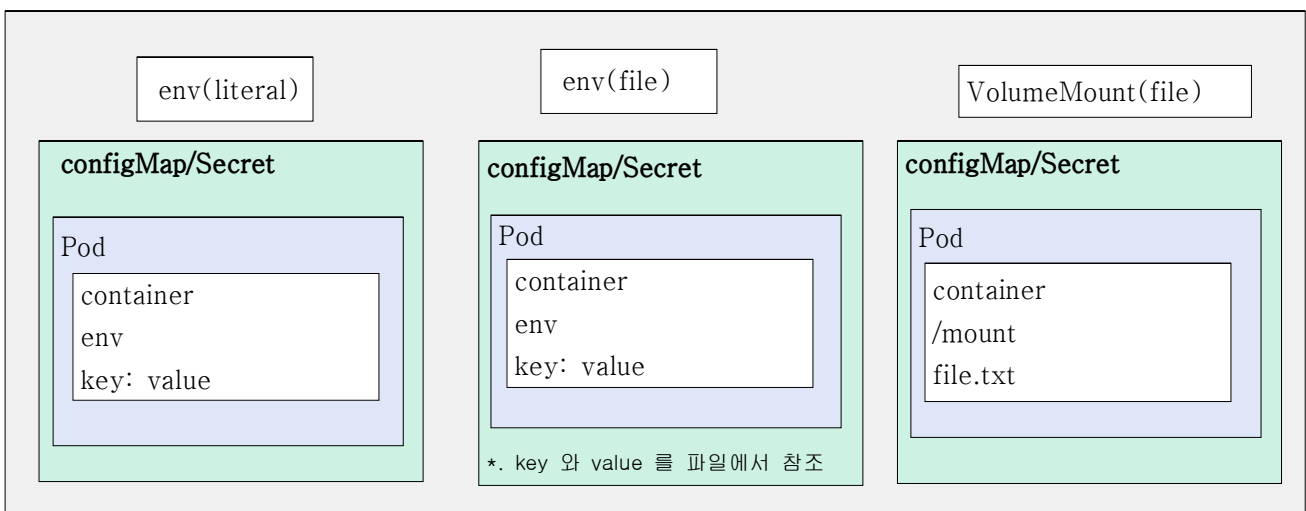 env(literal)
configMap/Secret
Pod
container
env
key: value
env(file)
configMap/Secret
Pod
container
env
key: value
*. key 와 value 를 파일에서 참조
VolumeMount(file)
configMap/Secret
Pod
container
/mount
file.txt